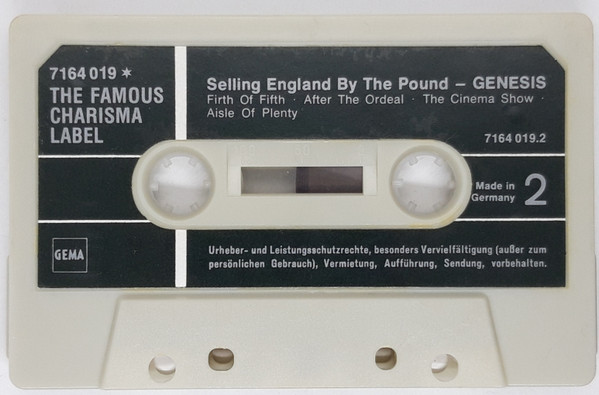 7164 019 *
THE FAMOUS
CHARISMA
LABEL
Selling England By The Pound – GENESIS
Firth Of Fifth · After The Ordeal · The Cinema Show ·
Aisle Of Plenty
7164 019.2
Made in
Germany
2
GEMA
Urheber- und Leistungsschutzrechte, besonders Vervielfältigung (außer zum
persönlichen Gebrauch), Vermietung, Aufführung, Sendung, vorbehalten.